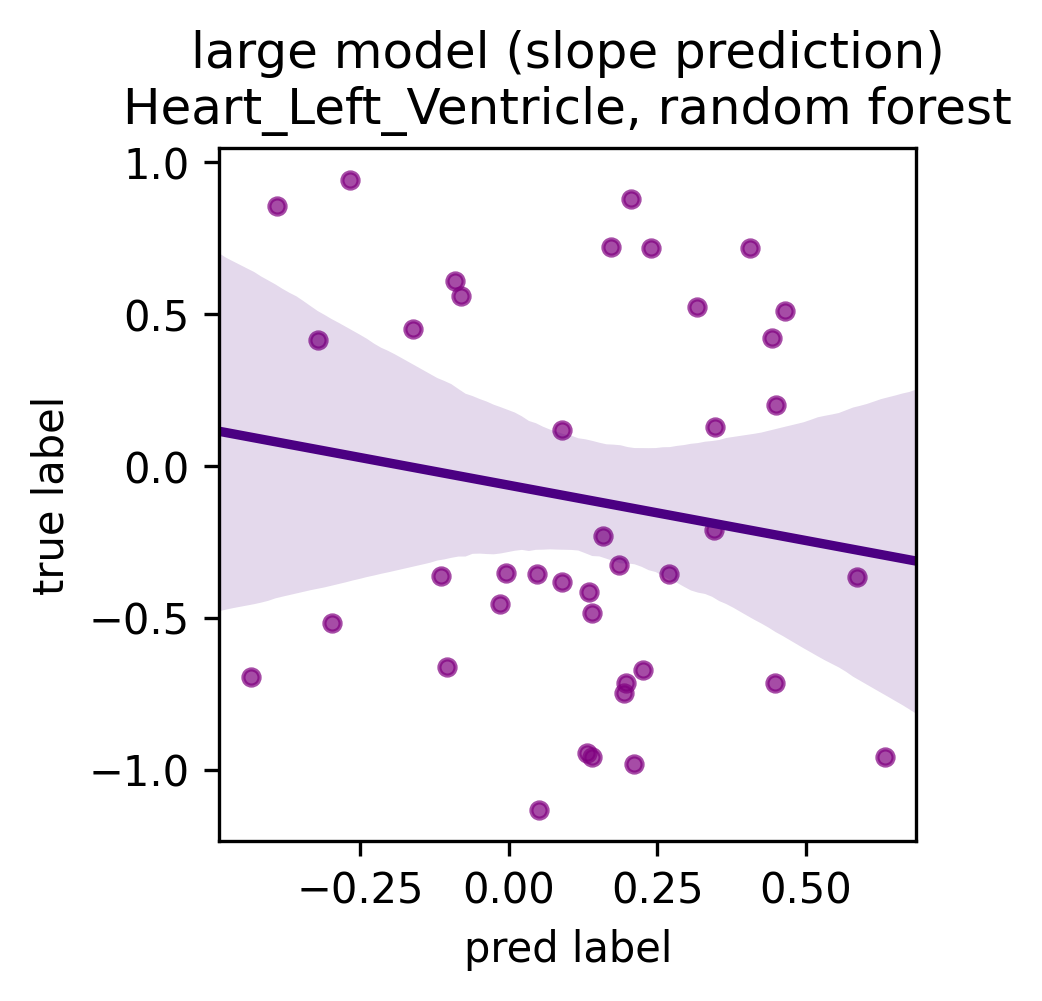 large model (slope prediction)
Heart_Left_Ventricle, random forest
1.0
0.5
0.0
−0.5
−1.0
true label
−0.25
0.00
0.25
0.50
pred label